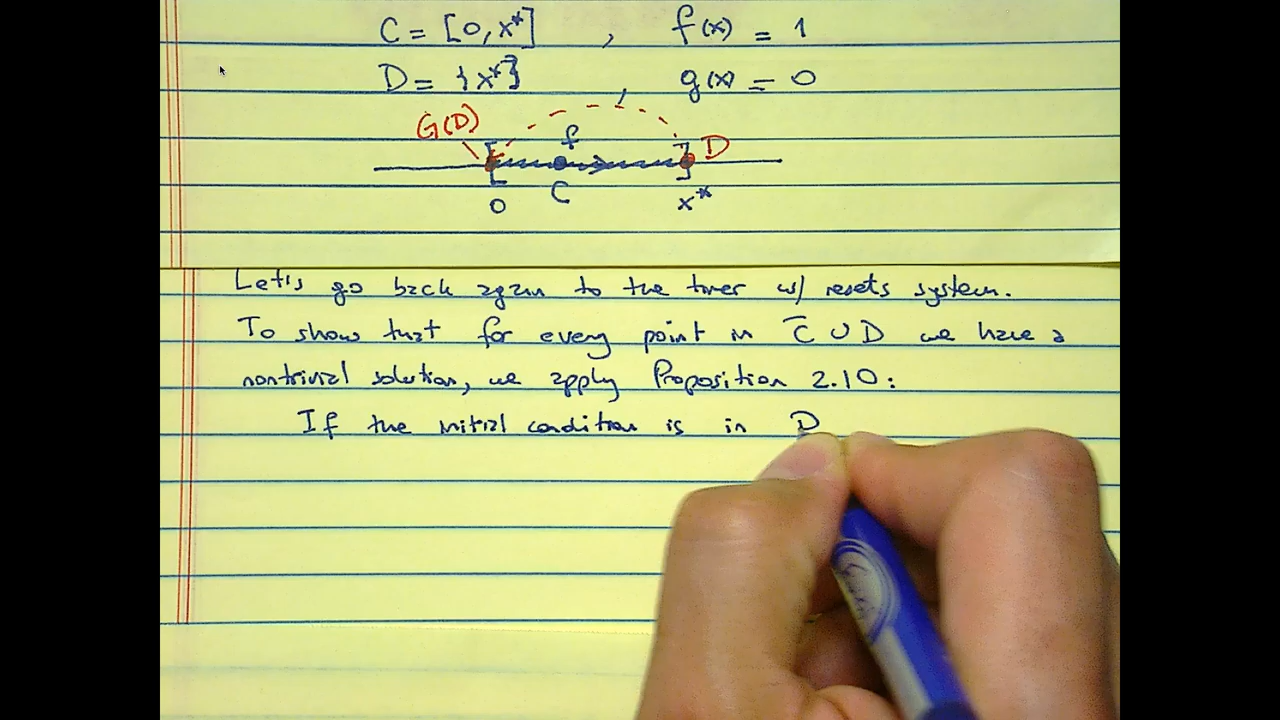 C = [0, x*] , f(x) = 1
D = {x*} , g(x) = 0
G(D)
f
D
C
0
x*
Let's go back again to the timer w/ resets system.
To show that for every point in C̅ ∪ D we have a
nontrivial solution, we apply Proposition 2.10:
If the initial condition is in D